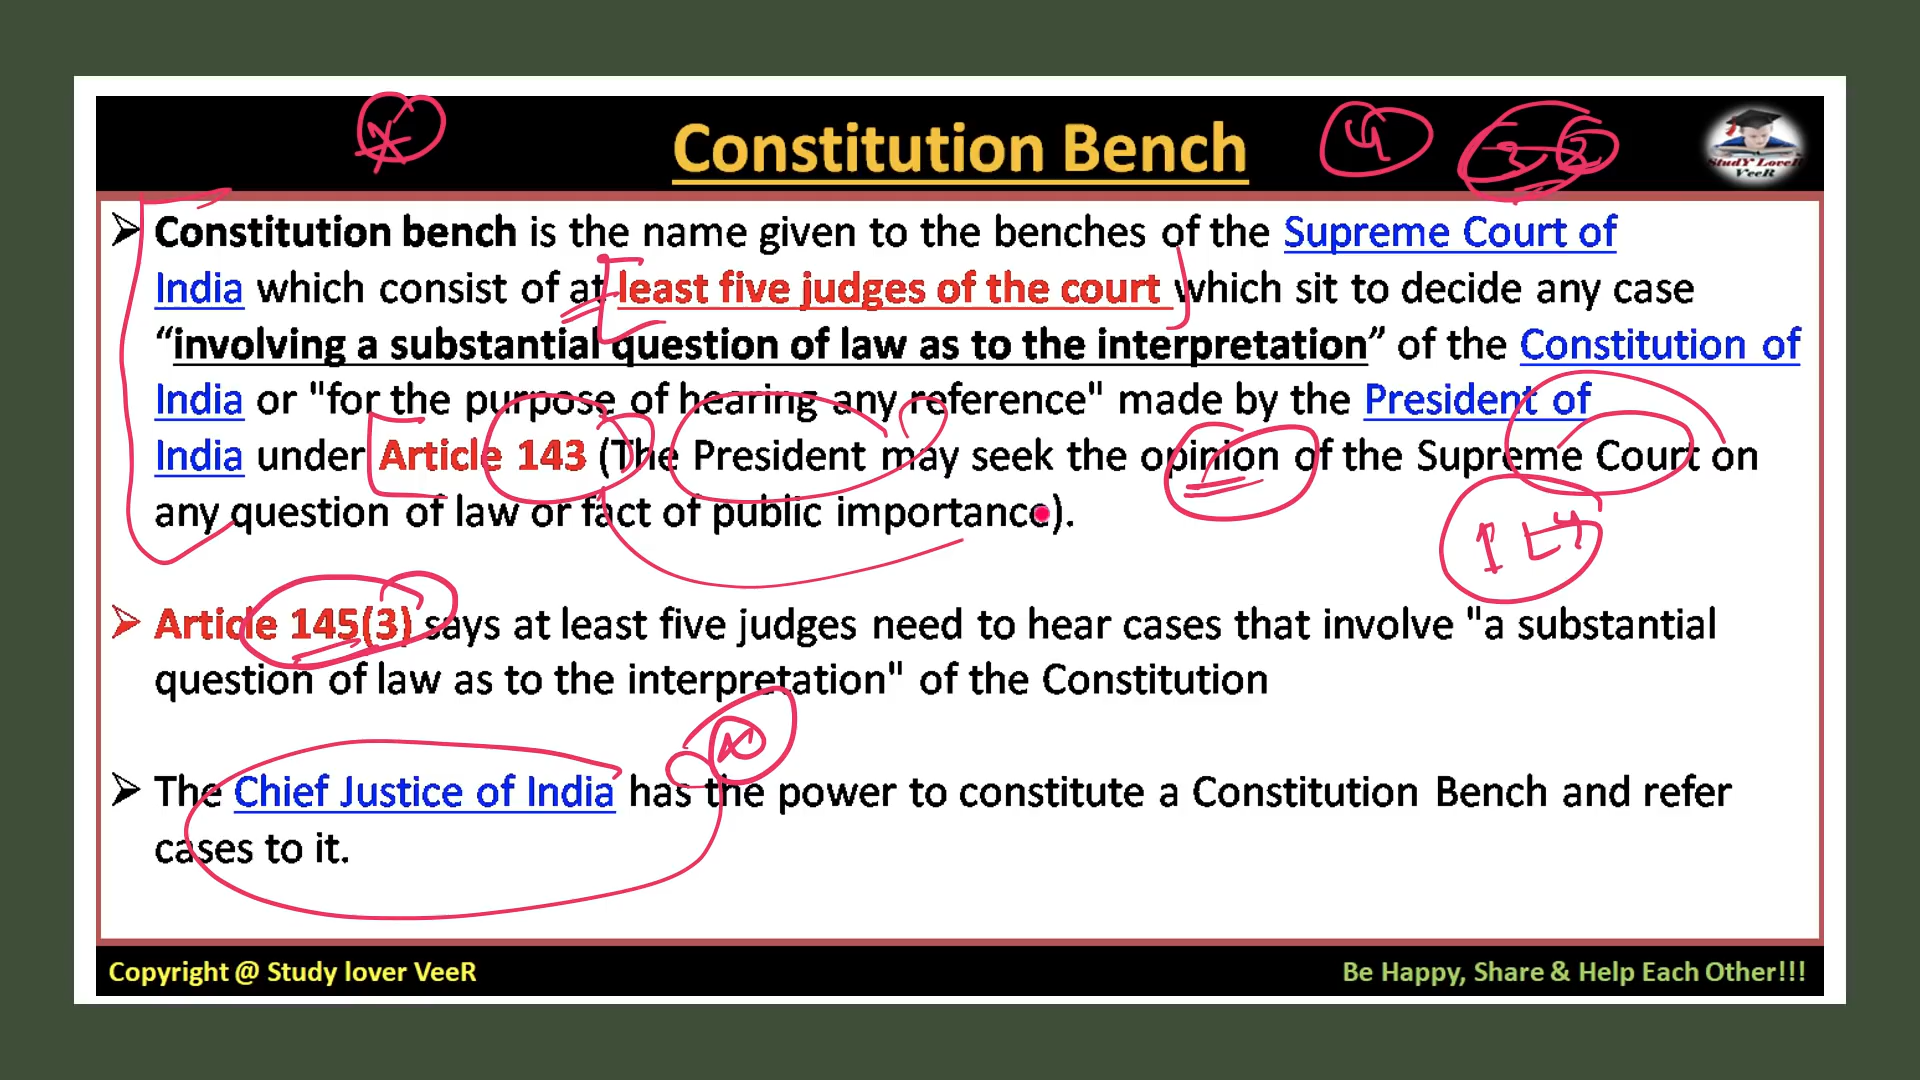 Constitution Bench
4
3-2
StudY LoveR
VeeR
➢ Constitution bench is the name given to the benches of the Supreme Court of
India which consist of at least five judges of the court which sit to decide any case
“involving a substantial question of law as to the interpretation” of the Constitution of
India or "for the purpose of hearing any reference" made by the President of
India under Article 143 (The President may seek the opinion of the Supreme Court on
any question of law or fact of public importance).
➢ Article 145(3) says at least five judges need to hear cases that involve "a substantial
question of law as to the interpretation" of the Constitution
➢ The Chief Justice of India has the power to constitute a Constitution Bench and refer
cases to it.
Copyright @ Study lover VeeR
Be Happy, Share & Help Each Other!!!